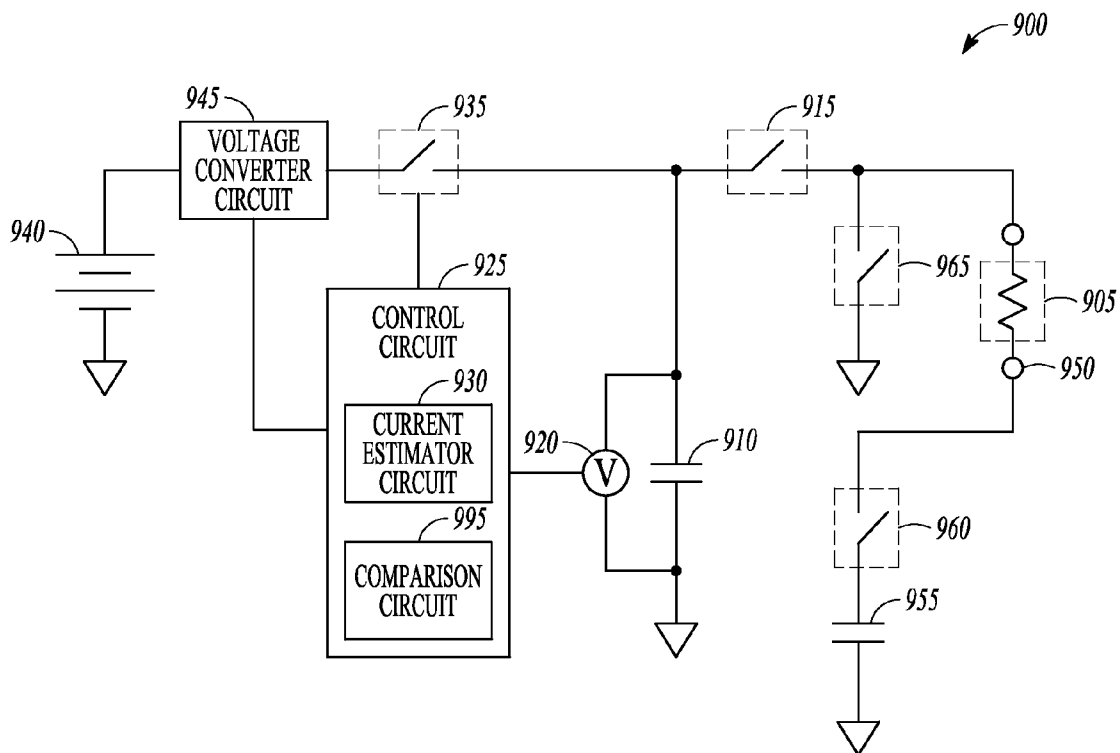 900
945
935
915
VOLTAGE
CONVERTER
CIRCUIT
940
925
965
905
CONTROL
CIRCUIT
950
930
CURRENT
ESTIMATOR
CIRCUIT
920
V
910
960
995
COMPARISON
CIRCUIT
955